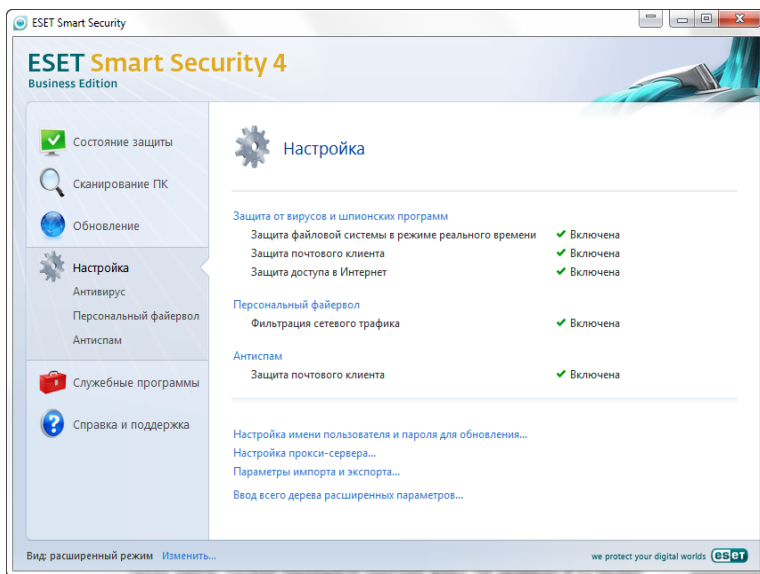 ESET Smart Security
ESET Smart Security 4
Business Edition
Состояние защиты
Сканирование ПК
Обновление
Настройка
Антивирус
Персональный файервол
Антиспам
Служебные программы
Справка и поддержка
Настройка
Защита от вирусов и шпионских программ
Защита файловой системы в режиме реального времени Включена
Защита почтового клиента Включена
Защита доступа в Интернет Включена
Персональный файервол
Фильтрация сетевого трафика Включена
Антиспам
Защита почтового клиента Включена
Настройка имени пользователя и пароля для обновления...
Настройка прокси-сервера...
Параметры импорта и экспорта...
Ввод всего дерева расширенных параметров...
Вид: расширенный режим Изменить...
we protect your digital worlds eset